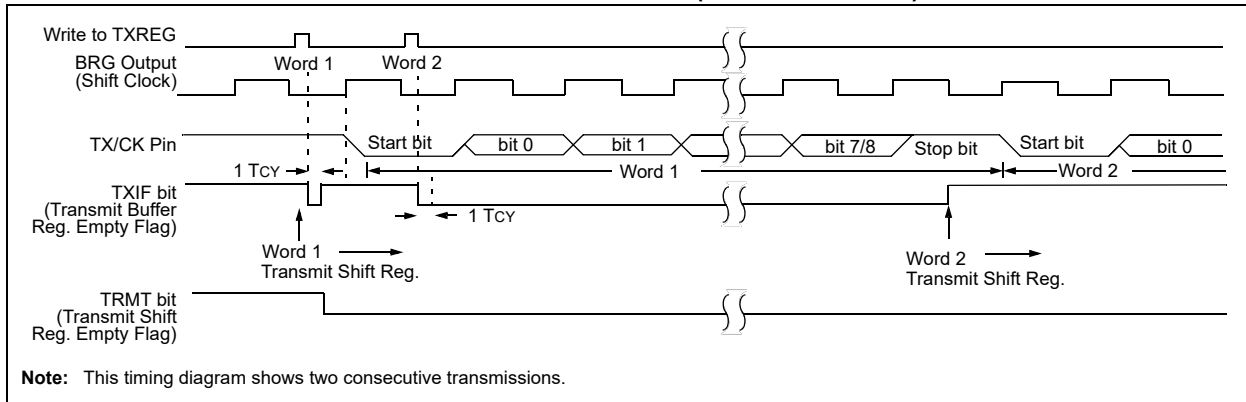 Write to TXREG
Word 1
Word 2
BRG Output
(Shift Clock)
TX/CK Pin
Start bit
bit 0
bit 1
bit 7/8
Stop bit
Start bit
bit 0
1 TCY
Word 1
Word 2
TXIF bit
(Transmit Buffer
Reg. Empty Flag)
1 TCY
Word 1
Transmit Shift Reg.
Word 2
Transmit Shift Reg.
TRMT bit
(Transmit Shift
Reg. Empty Flag)
Note: This timing diagram shows two consecutive transmissions.